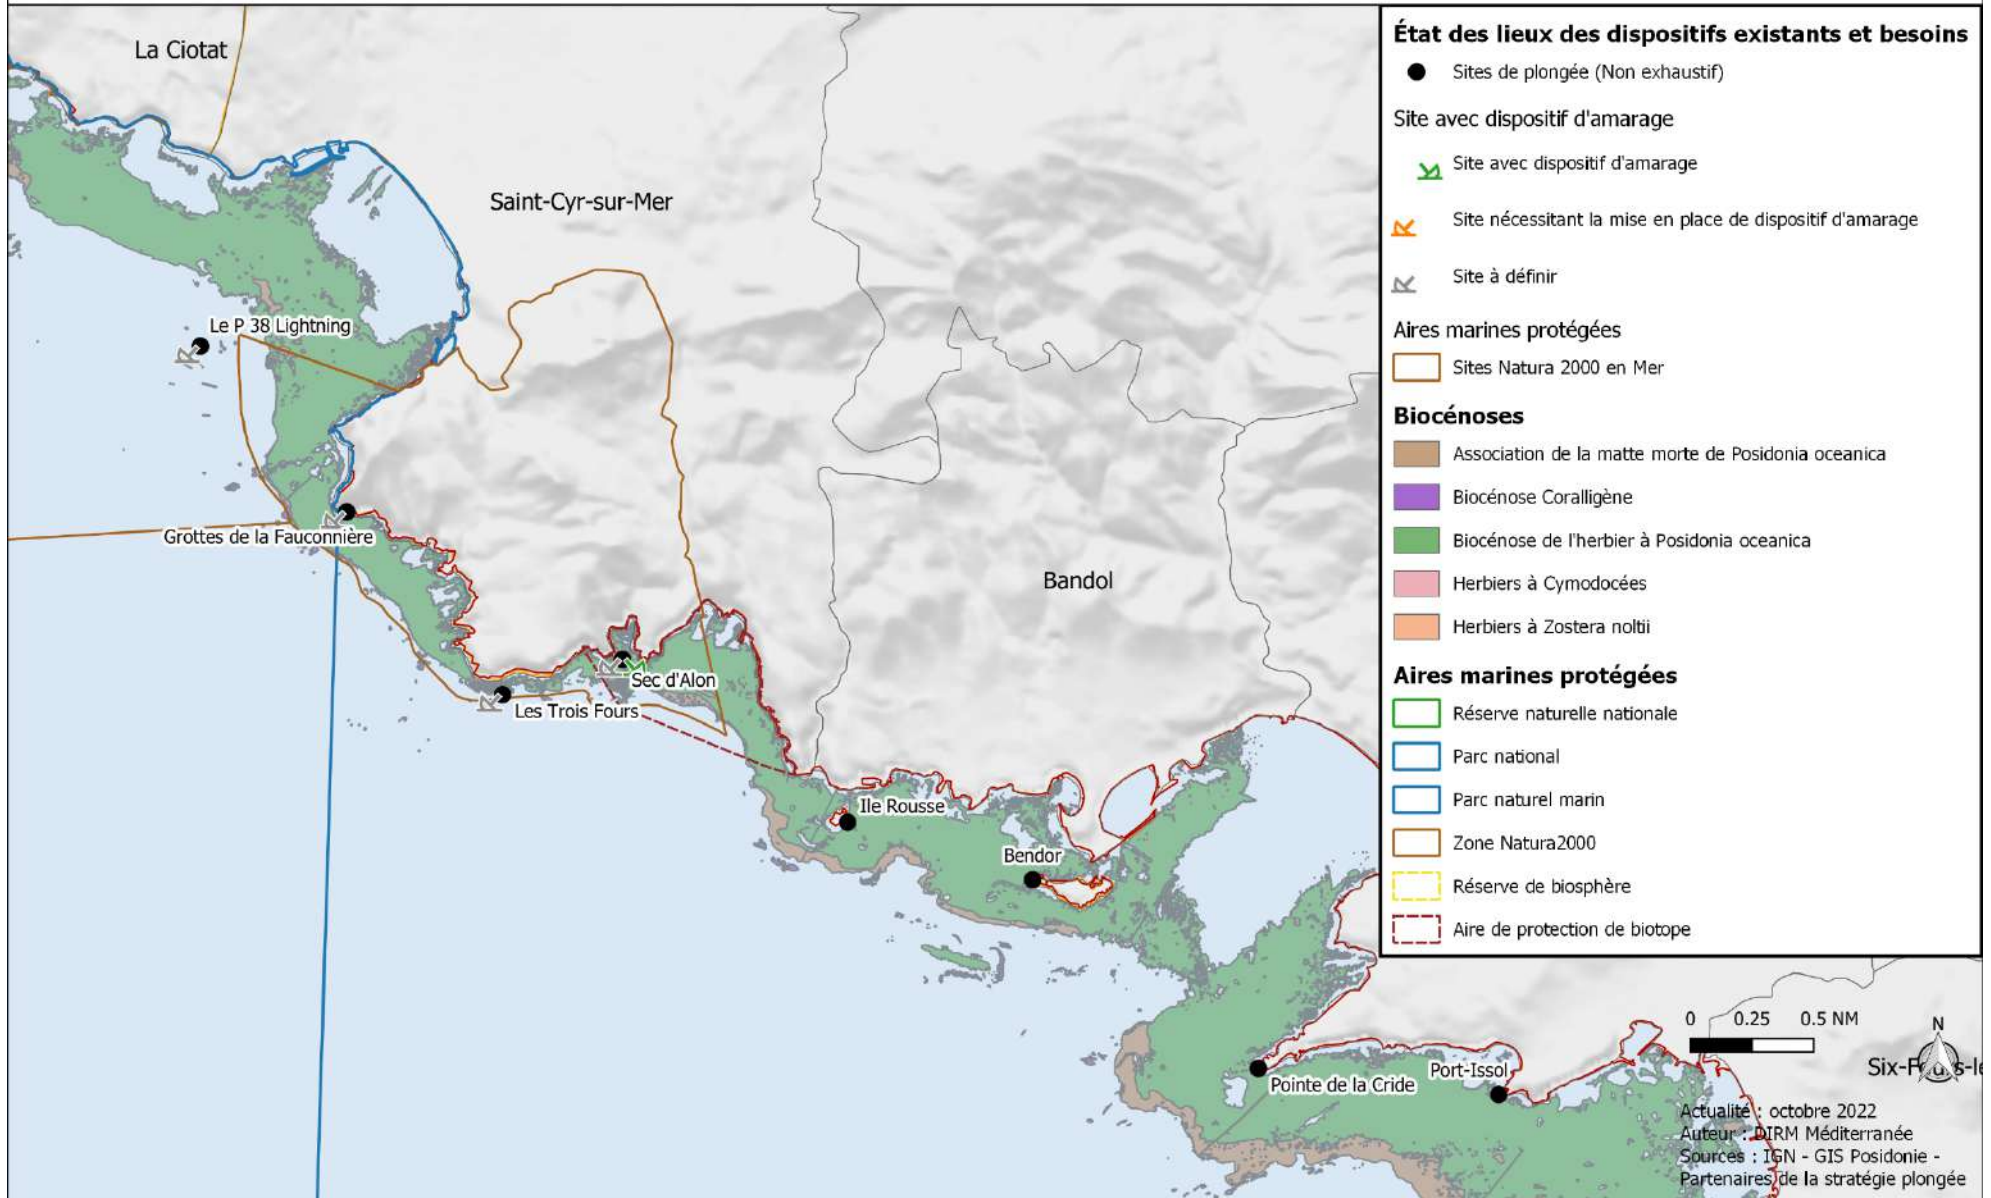 La Ciotat
Saint-Cyr-sur-Mer
Le P 38 Lightning
Grottes de la Fauconnière
Bandol
Sec d'Alon
Les Trois Fours
Ile Rousse
Bendor
Pointe de la Cride
Port-Issol
État des lieux des dispositifs existants et besoins
Sites de plongée (Non exhaustif)
Site avec dispositif d'amarage
Site avec dispositif d'amarage
Site nécessitant la mise en place de dispositif d'amarage
Site à définir
Aires marines protégées
Sites Natura 2000 en Mer
Biocénoses
Association de la matte morte de Posidonia oceanica
Biocénose Coralligène
Biocénose de l'herbier à Posidonia oceanica
Herbiers à Cymodocées
Herbiers à Zostera noltii
Aires marines protégées
Réserve naturelle nationale
Parc national
Parc naturel marin
Zone Natura2000
Réserve de biosphère
Aire de protection de biotope
0 0.25 0.5 NM
N
Actualité : octobre 2022
Auteur : DIRM Méditerranée
Sources : IGN - GIS Posidonie -
Partenaires de la stratégie plongée